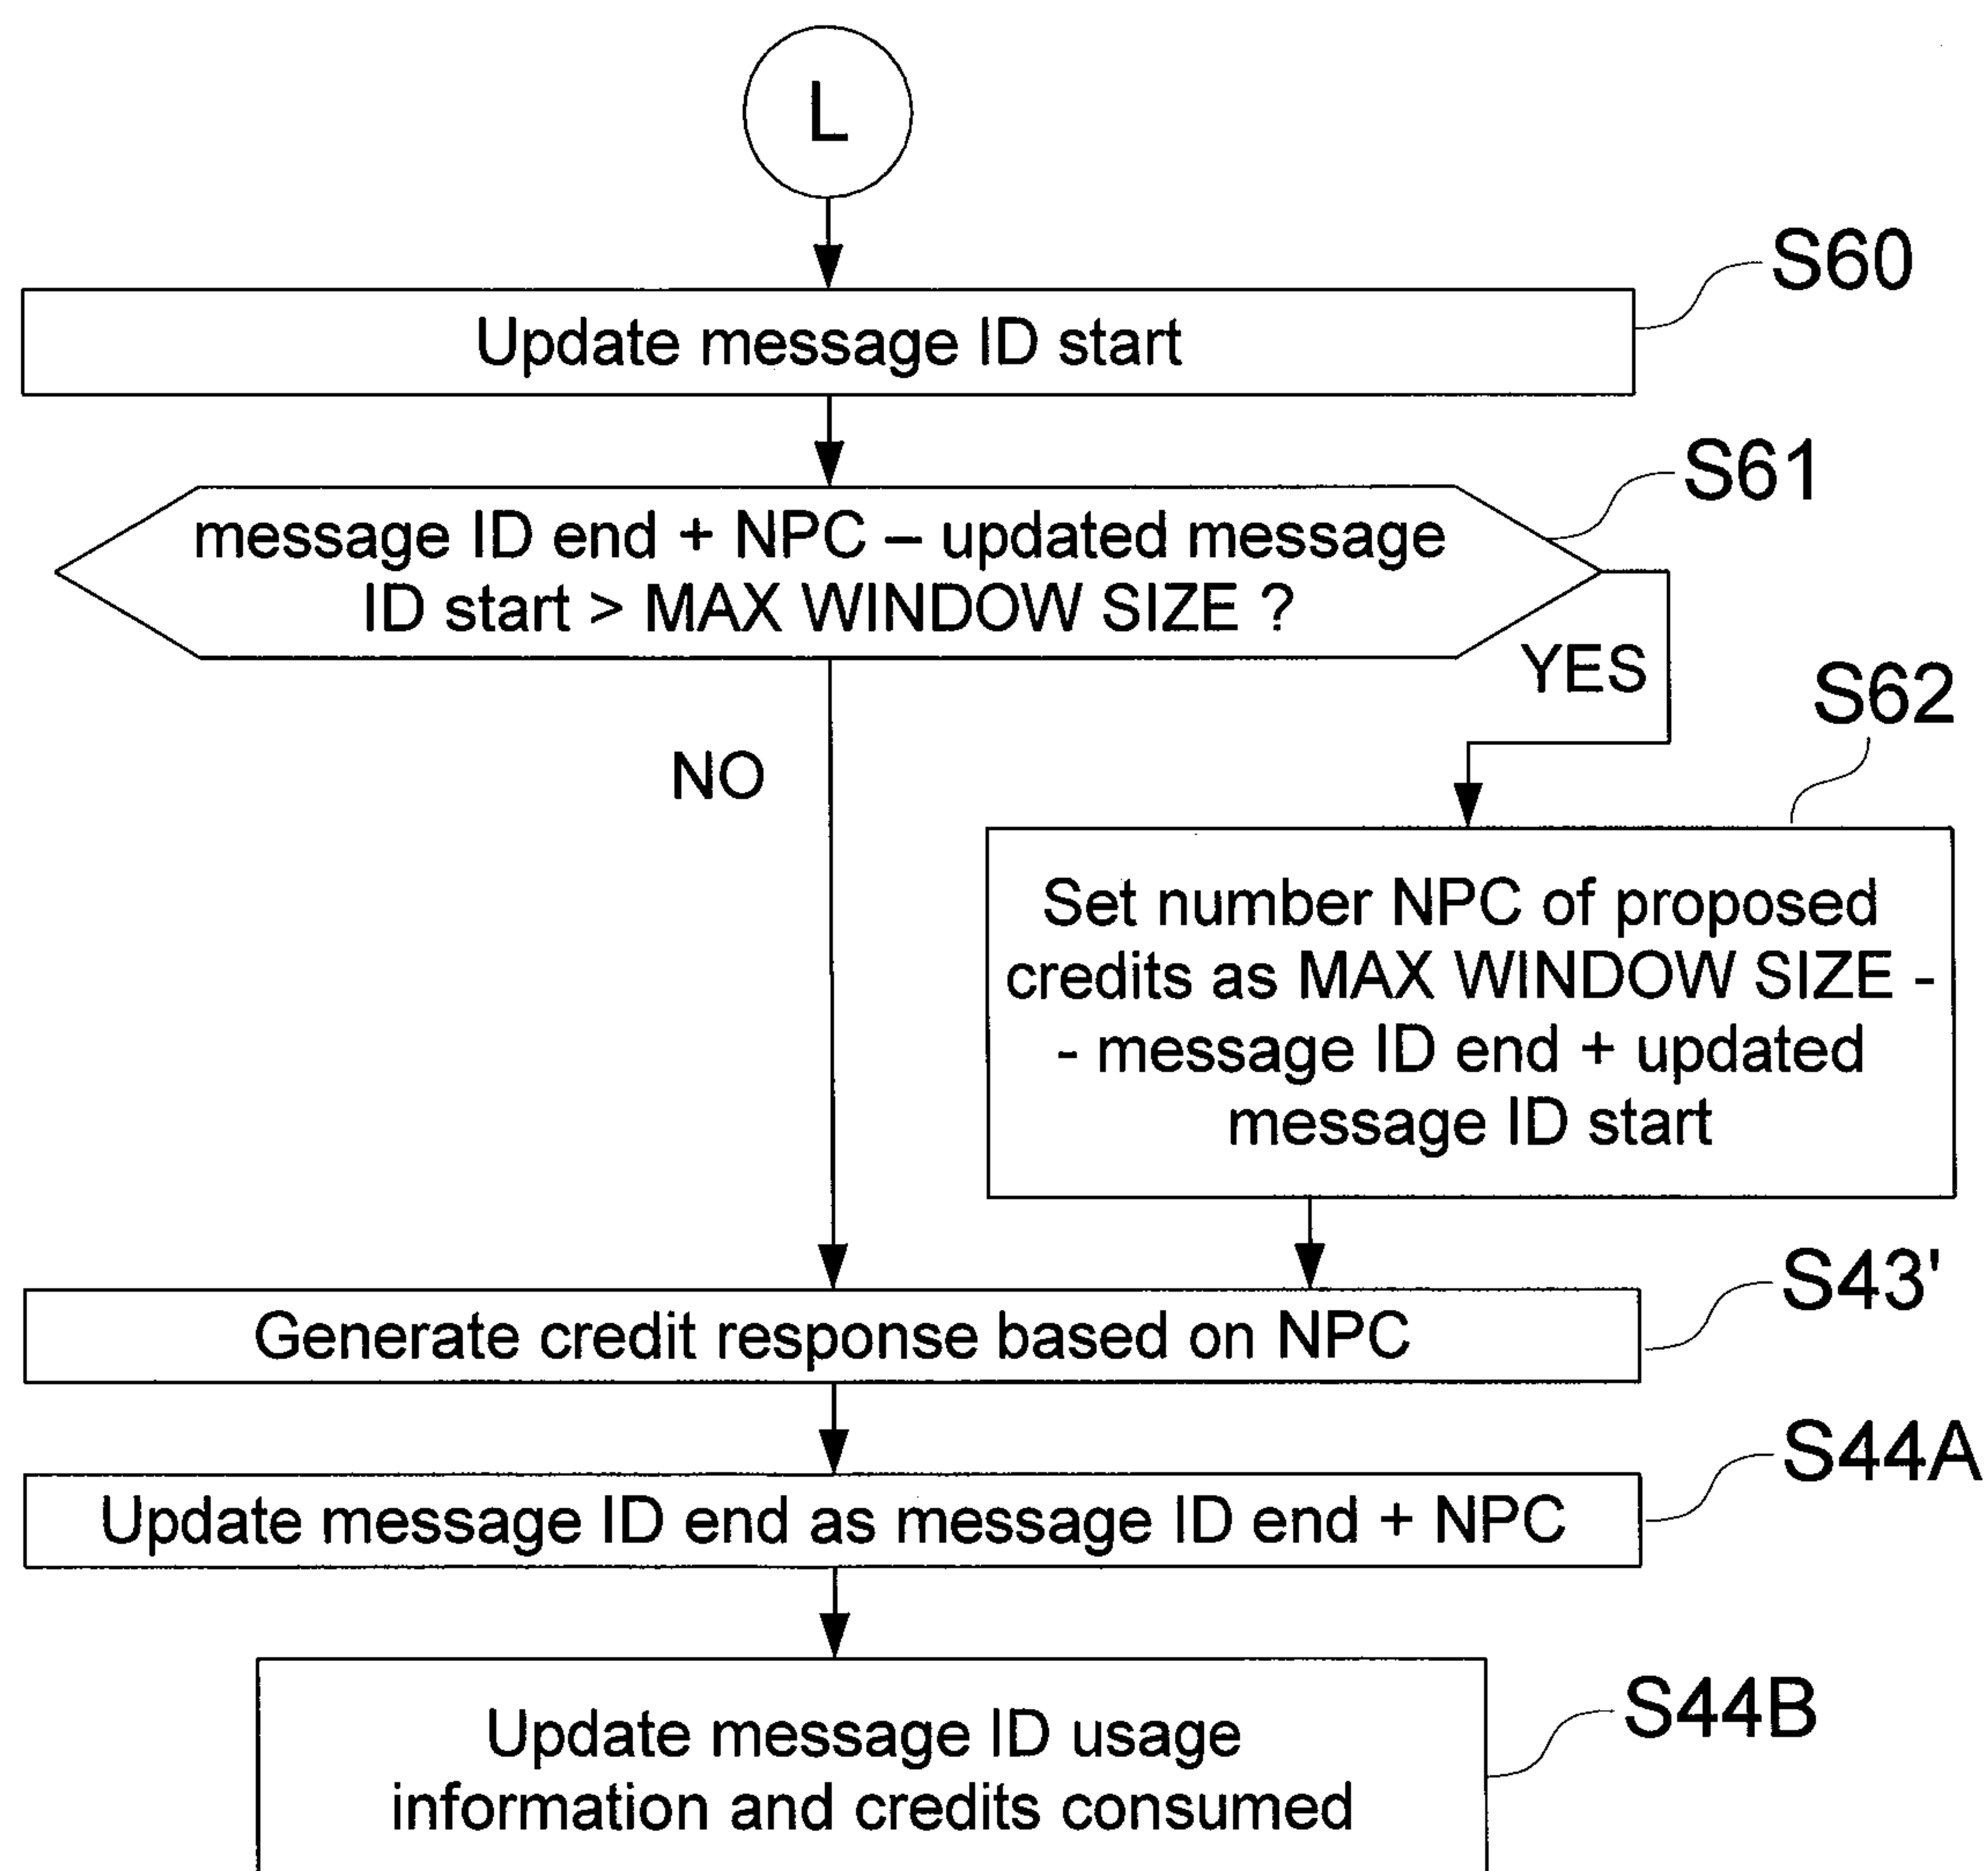 L
S60
Update message ID start
S61
message ID end + NPC – updated message
ID start > MAX WINDOW SIZE ?
YES
S62
NO
Set number NPC of proposed
credits as MAX WINDOW SIZE -
- message ID end + updated
message ID start
S43'
Generate credit response based on NPC
S44A
Update message ID end as message ID end + NPC
S44B
Update message ID usage
information and credits consumed